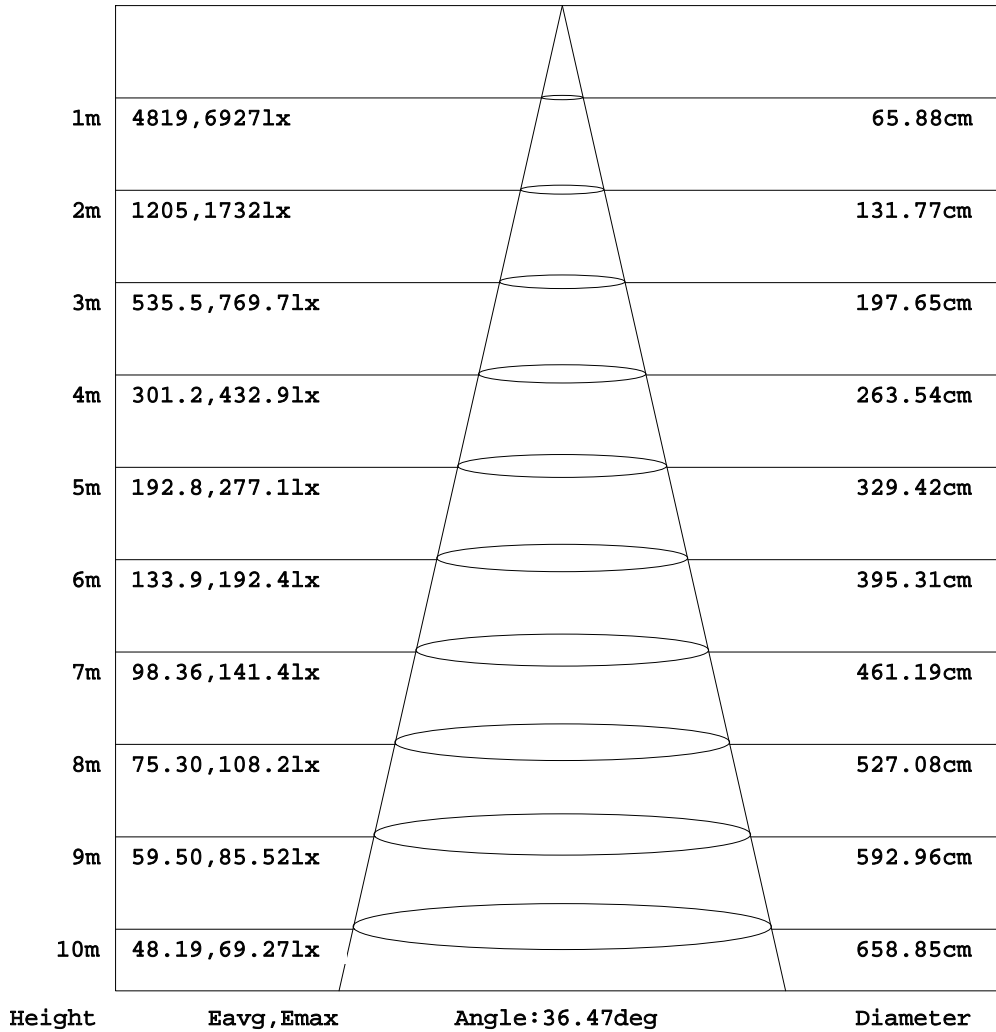 1m 4819,6927lx 65.88cm
2m 1205,1732lx 131.77cm
3m 535.5,769.7lx 197.65cm
4m 301.2,432.9lx 263.54cm
5m 192.8,277.1lx 329.42cm
6m 133.9,192.4lx 395.31cm
7m 98.36,141.4lx 461.19cm
8m 75.30,108.2lx 527.08cm
9m 59.50,85.52lx 592.96cm
10m 48.19,69.27lx 658.85cm
Height Eavg,Emax Angle:36.47deg Diameter